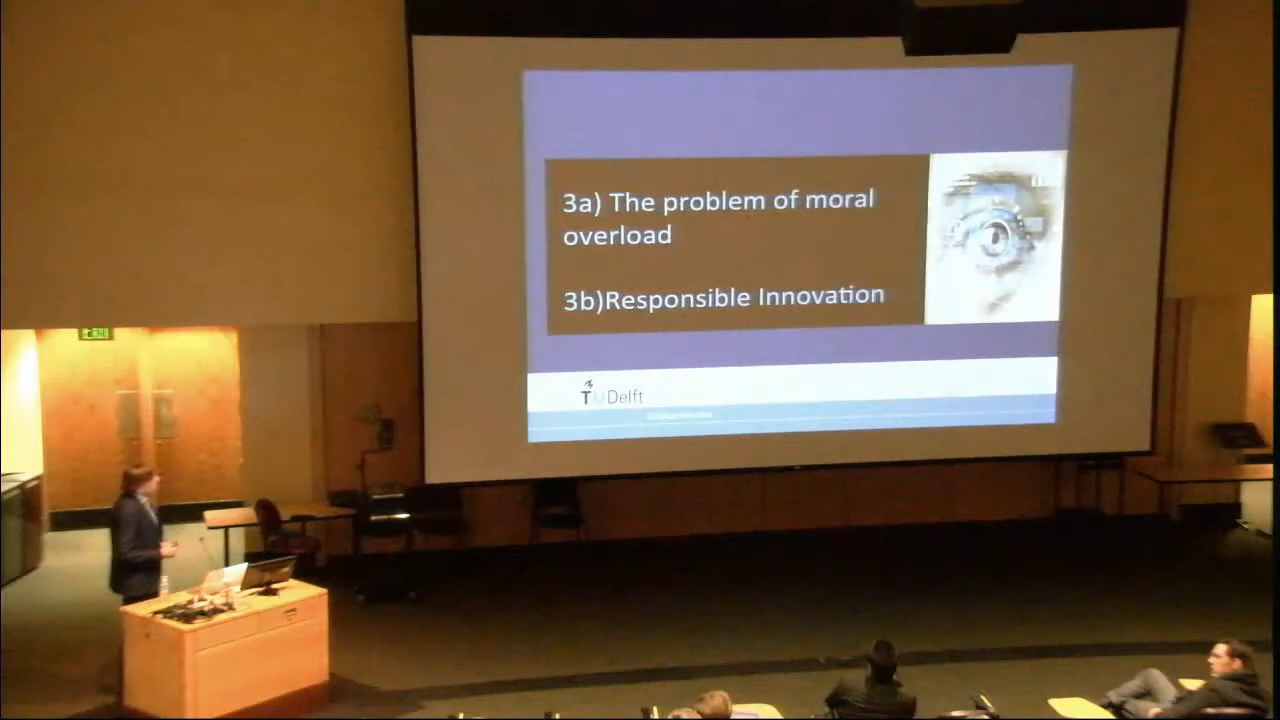 3a) The problem of moral
overload
3b)Responsible Innovation
TUDelft